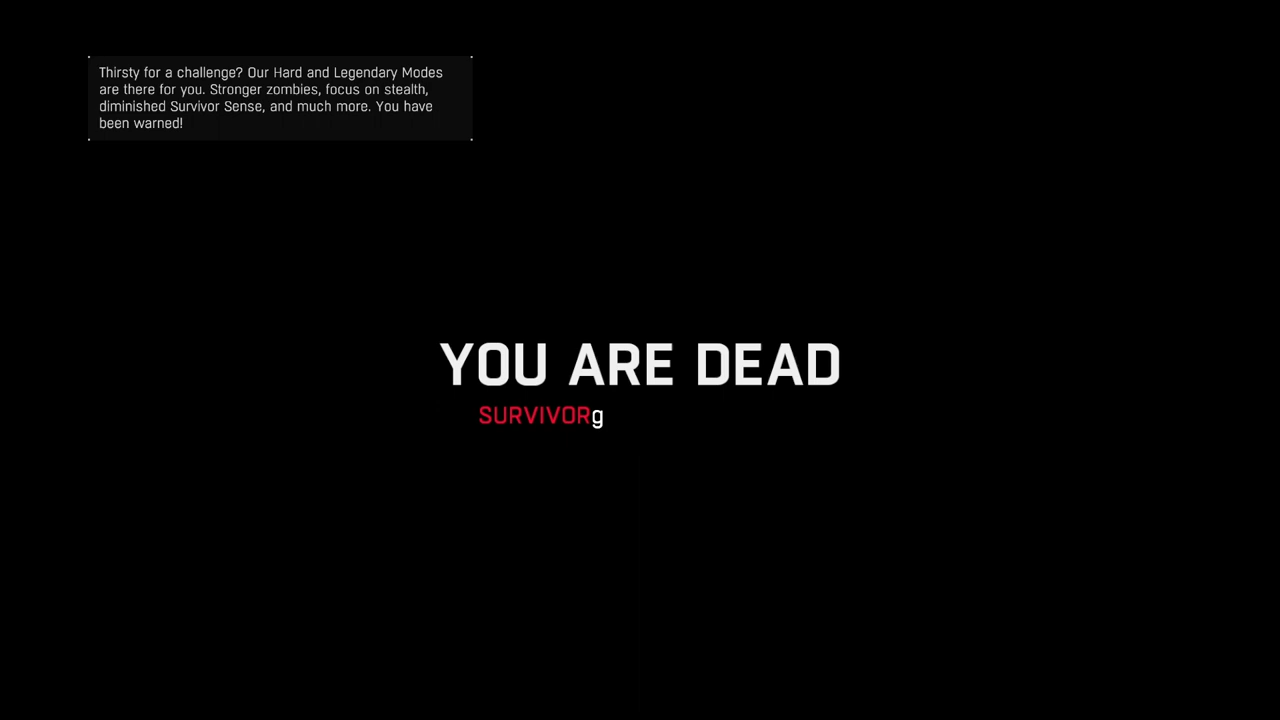 Thirsty for a challenge? Our Hard and Legendary Modes
are there for you. Stronger zombies, focus on stealth,
diminished Survivor Sense, and much more. You have
been warned!
YOU ARE DEAD
SURVIVORg